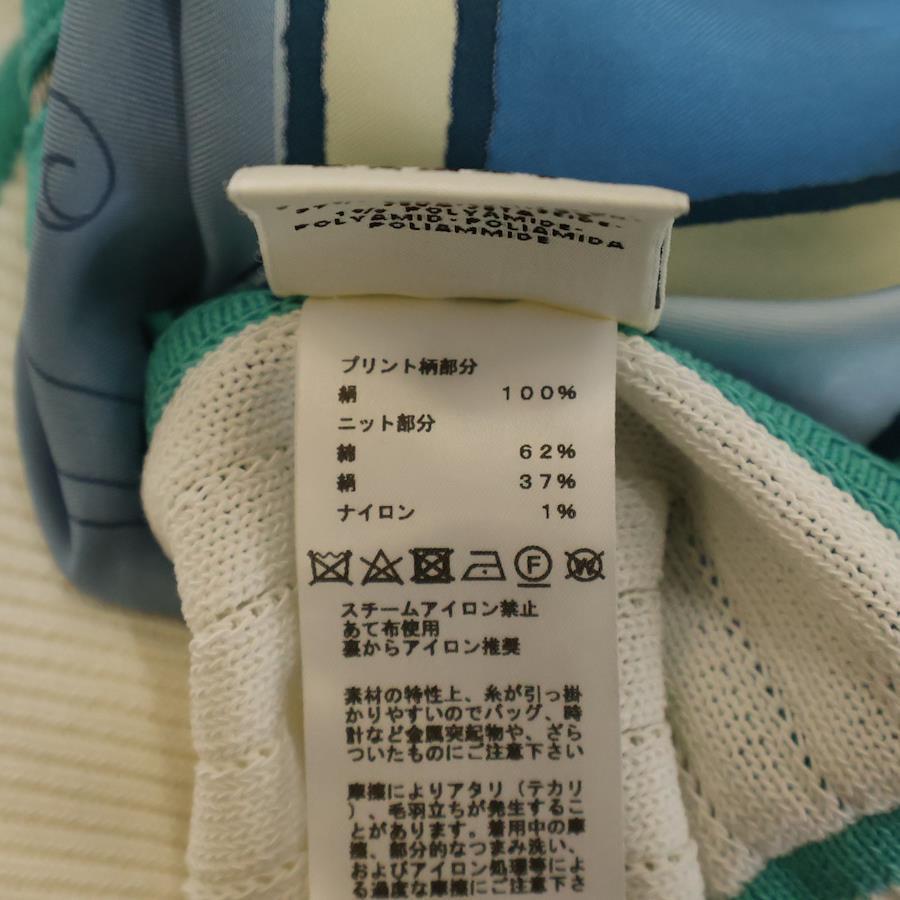 POLYAMID-POLYAMIDE-
POLIAMMIDE
POLIAMIDA
プリント柄部分
絹 100%
ニット部分
綿 62%
絹 37%
ナイロン 1%
F W
スチームアイロン禁止
あて布使用
裏からアイロン推奨
素材の特性上、糸が引っ掛
かりやすいのでバッグ、時
計など金属突起物や、ざら
ついたものにご注意下さい
摩擦によりアタリ（テカリ
）、毛羽立ちが発生するこ
とがあります。着用中の摩
擦、部分的なつまみ洗い、
およびアイロン処理等によ
る過度な摩擦にご注意下さ